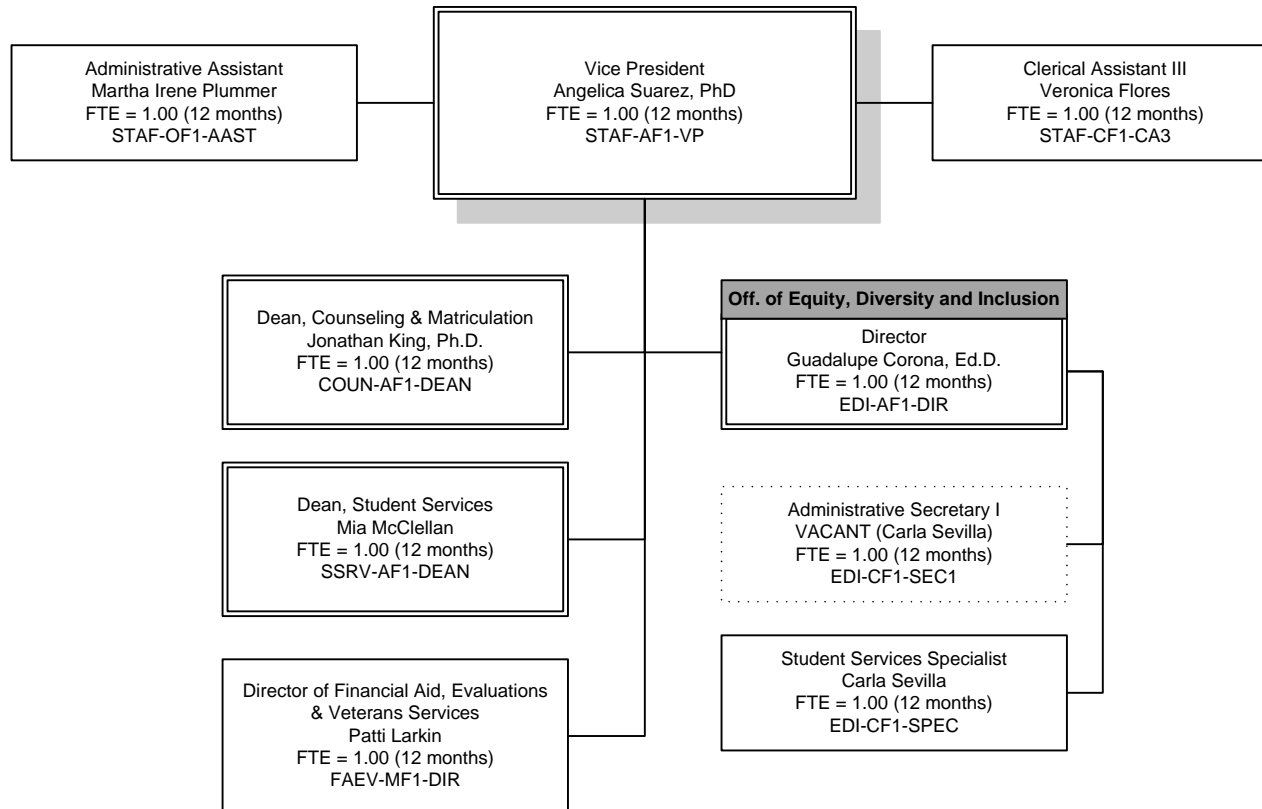 Administrative Assistant
Martha Irene Plummer
FTE = 1.00 (12 months)
STAF-OF1-AAST
Vice President
Angelica Suarez, PhD
FTE = 1.00 (12 months)
STAF-AF1-VP
Clerical Assistant III
Veronica Flores
FTE = 1.00 (12 months)
STAF-CF1-CA3
Dean, Counseling & Matriculation
Jonathan King, Ph.D.
FTE = 1.00 (12 months)
COUN-AF1-DEAN
Off. of Equity, Diversity and Inclusion
Director
Guadalupe Corona, Ed.D.
FTE = 1.00 (12 months)
EDI-AF1-DIR
Dean, Student Services
Mia McClellan
FTE = 1.00 (12 months)
SSRV-AF1-DEAN
Administrative Secretary I
VACANT (Carla Sevilla)
FTE = 1.00 (12 months)
EDI-CF1-SEC1
Director of Financial Aid, Evaluations
& Veterans Services
Patti Larkin
FTE = 1.00 (12 months)
FAEV-MF1-DIR
Student Services Specialist
Carla Sevilla
FTE = 1.00 (12 months)
EDI-CF1-SPEC